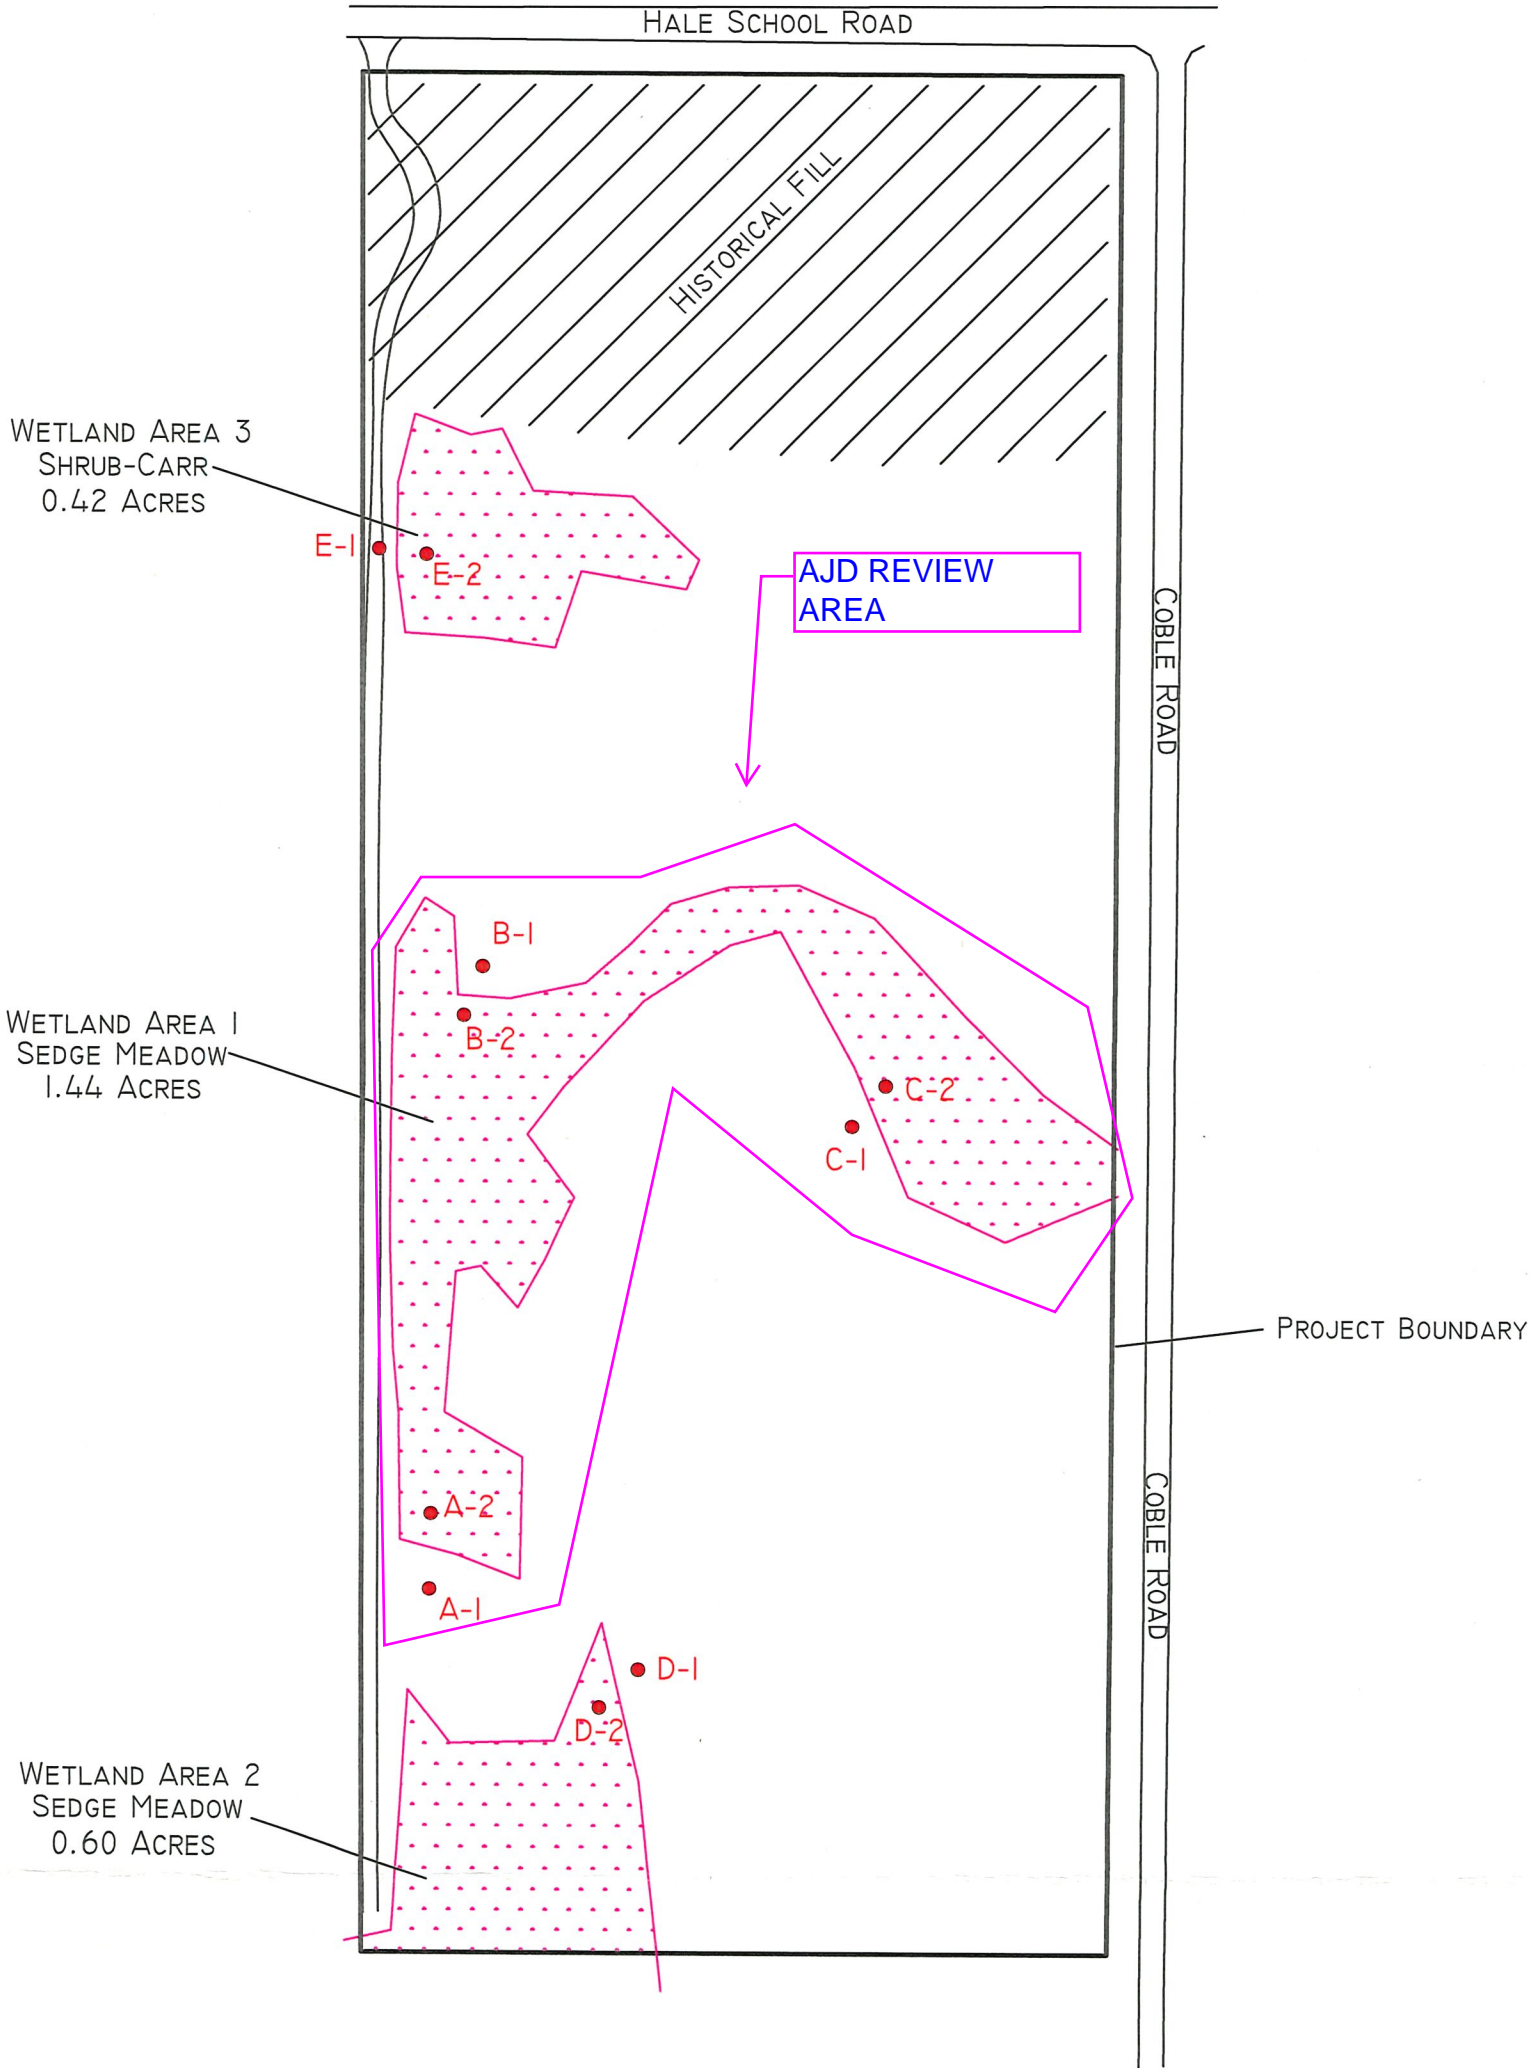 HALE SCHOOL ROAD
HISTORICAL FILL
WETLAND AREA 3
SHRUB-CARR
0.42 ACRES
E-1
E-2
AJD REVIEW
AREA
COBLE ROAD
B-1
B-2
WETLAND AREA 1
SEDGE MEADOW
1.44 ACRES
C-2
C-1
PROJECT BOUNDARY
A-2
A-1
COBLE ROAD
D-1
D-2
WETLAND AREA 2
SEDGE MEADOW
0.60 ACRES